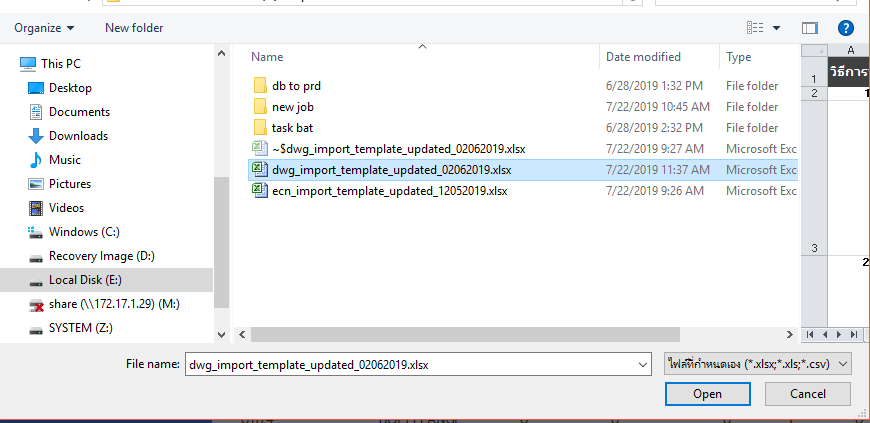 Organize New folder
This PC
Desktop
Documents
Downloads
Music
Pictures
Videos
Windows (C:)
Recovery Image (D:)
Local Disk (E:)
share (\\172.17.1.29) (M:)
SYSTEM (Z:)
Name Date modified Type
db to prd 6/28/2019 1:32 PM File folder
new job 7/22/2019 10:45 AM File folder
task bat 6/28/2019 2:32 PM File folder
~$dwg_import_template_updated_02062019.xlsx 7/22/2019 9:27 AM Microsoft Exc
dwg_import_template_updated_02062019.xlsx 7/22/2019 11:37 AM Microsoft Exc
ecn_import_template_updated_12052019.xlsx 7/22/2019 9:26 AM Microsoft Exc
A
1 วิธีการ
2 1
3 2
File name: dwg_import_template_updated_02062019.xlsx ไฟล์ที่กำหนดเอง (*.xlsx;*.xls;*.csv)
Open Cancel